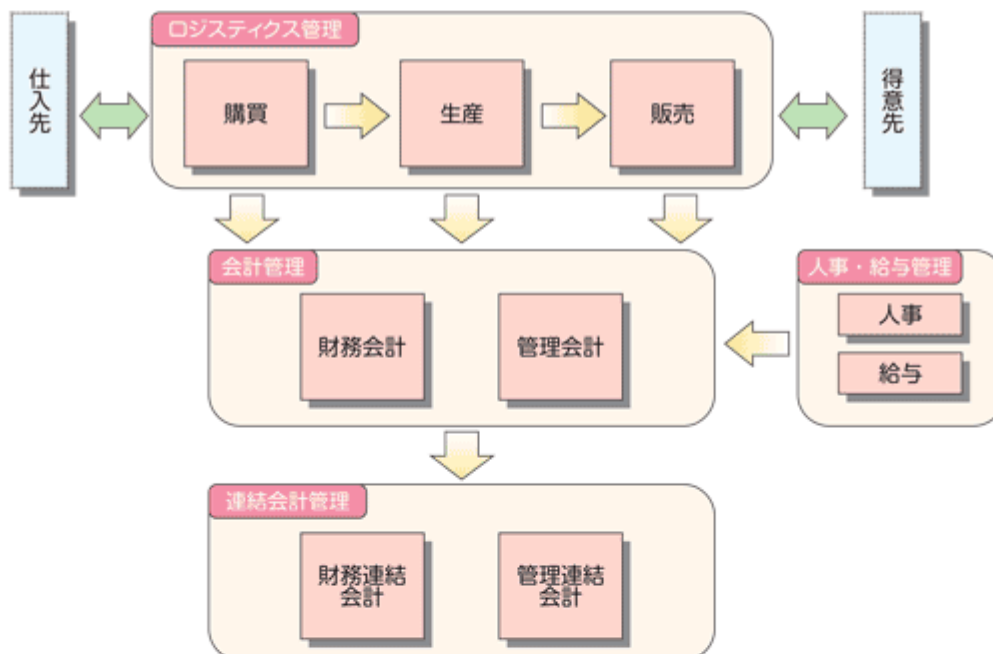 ロジスティクス管理
仕入先
購買
生産
販売
得意先
会計管理
財務会計
管理会計
人事・給与管理
人事
給与
連結会計管理
財務連結
会計
管理連結
会計